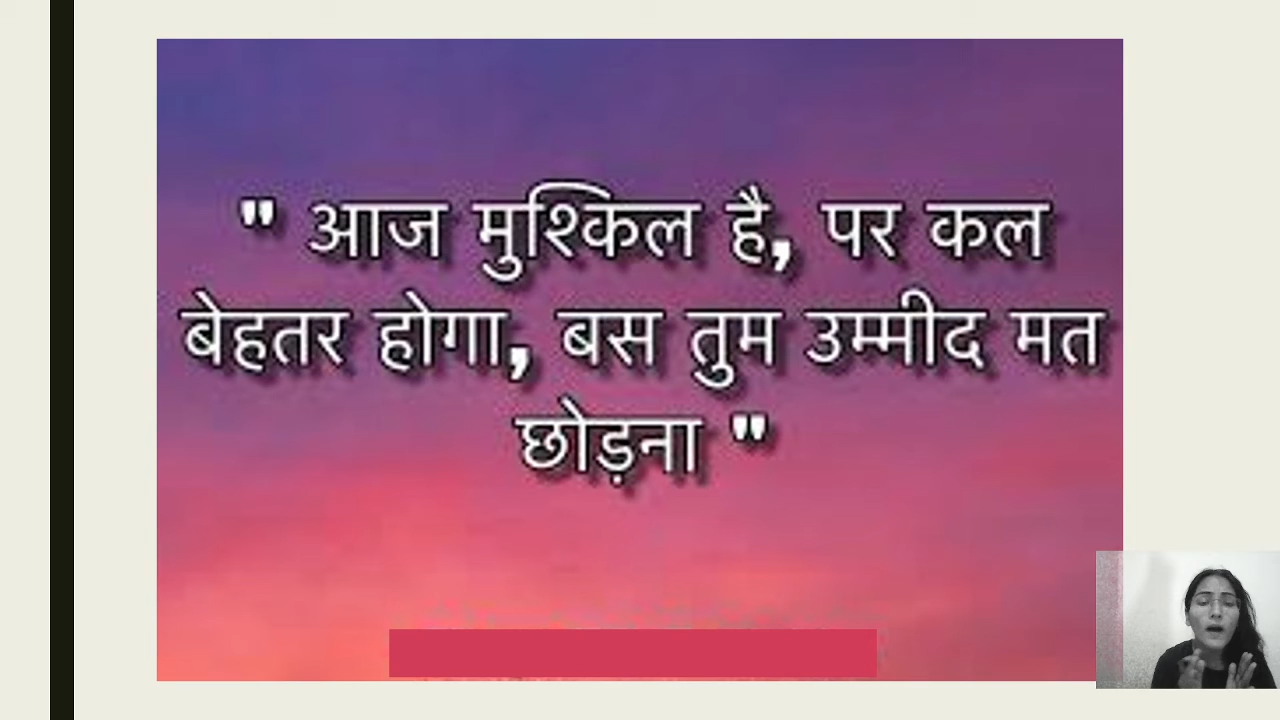 " आज मुश्किल है, पर कल
बेहतर होगा, बस तुम उम्मीद मत
छोड़ना "